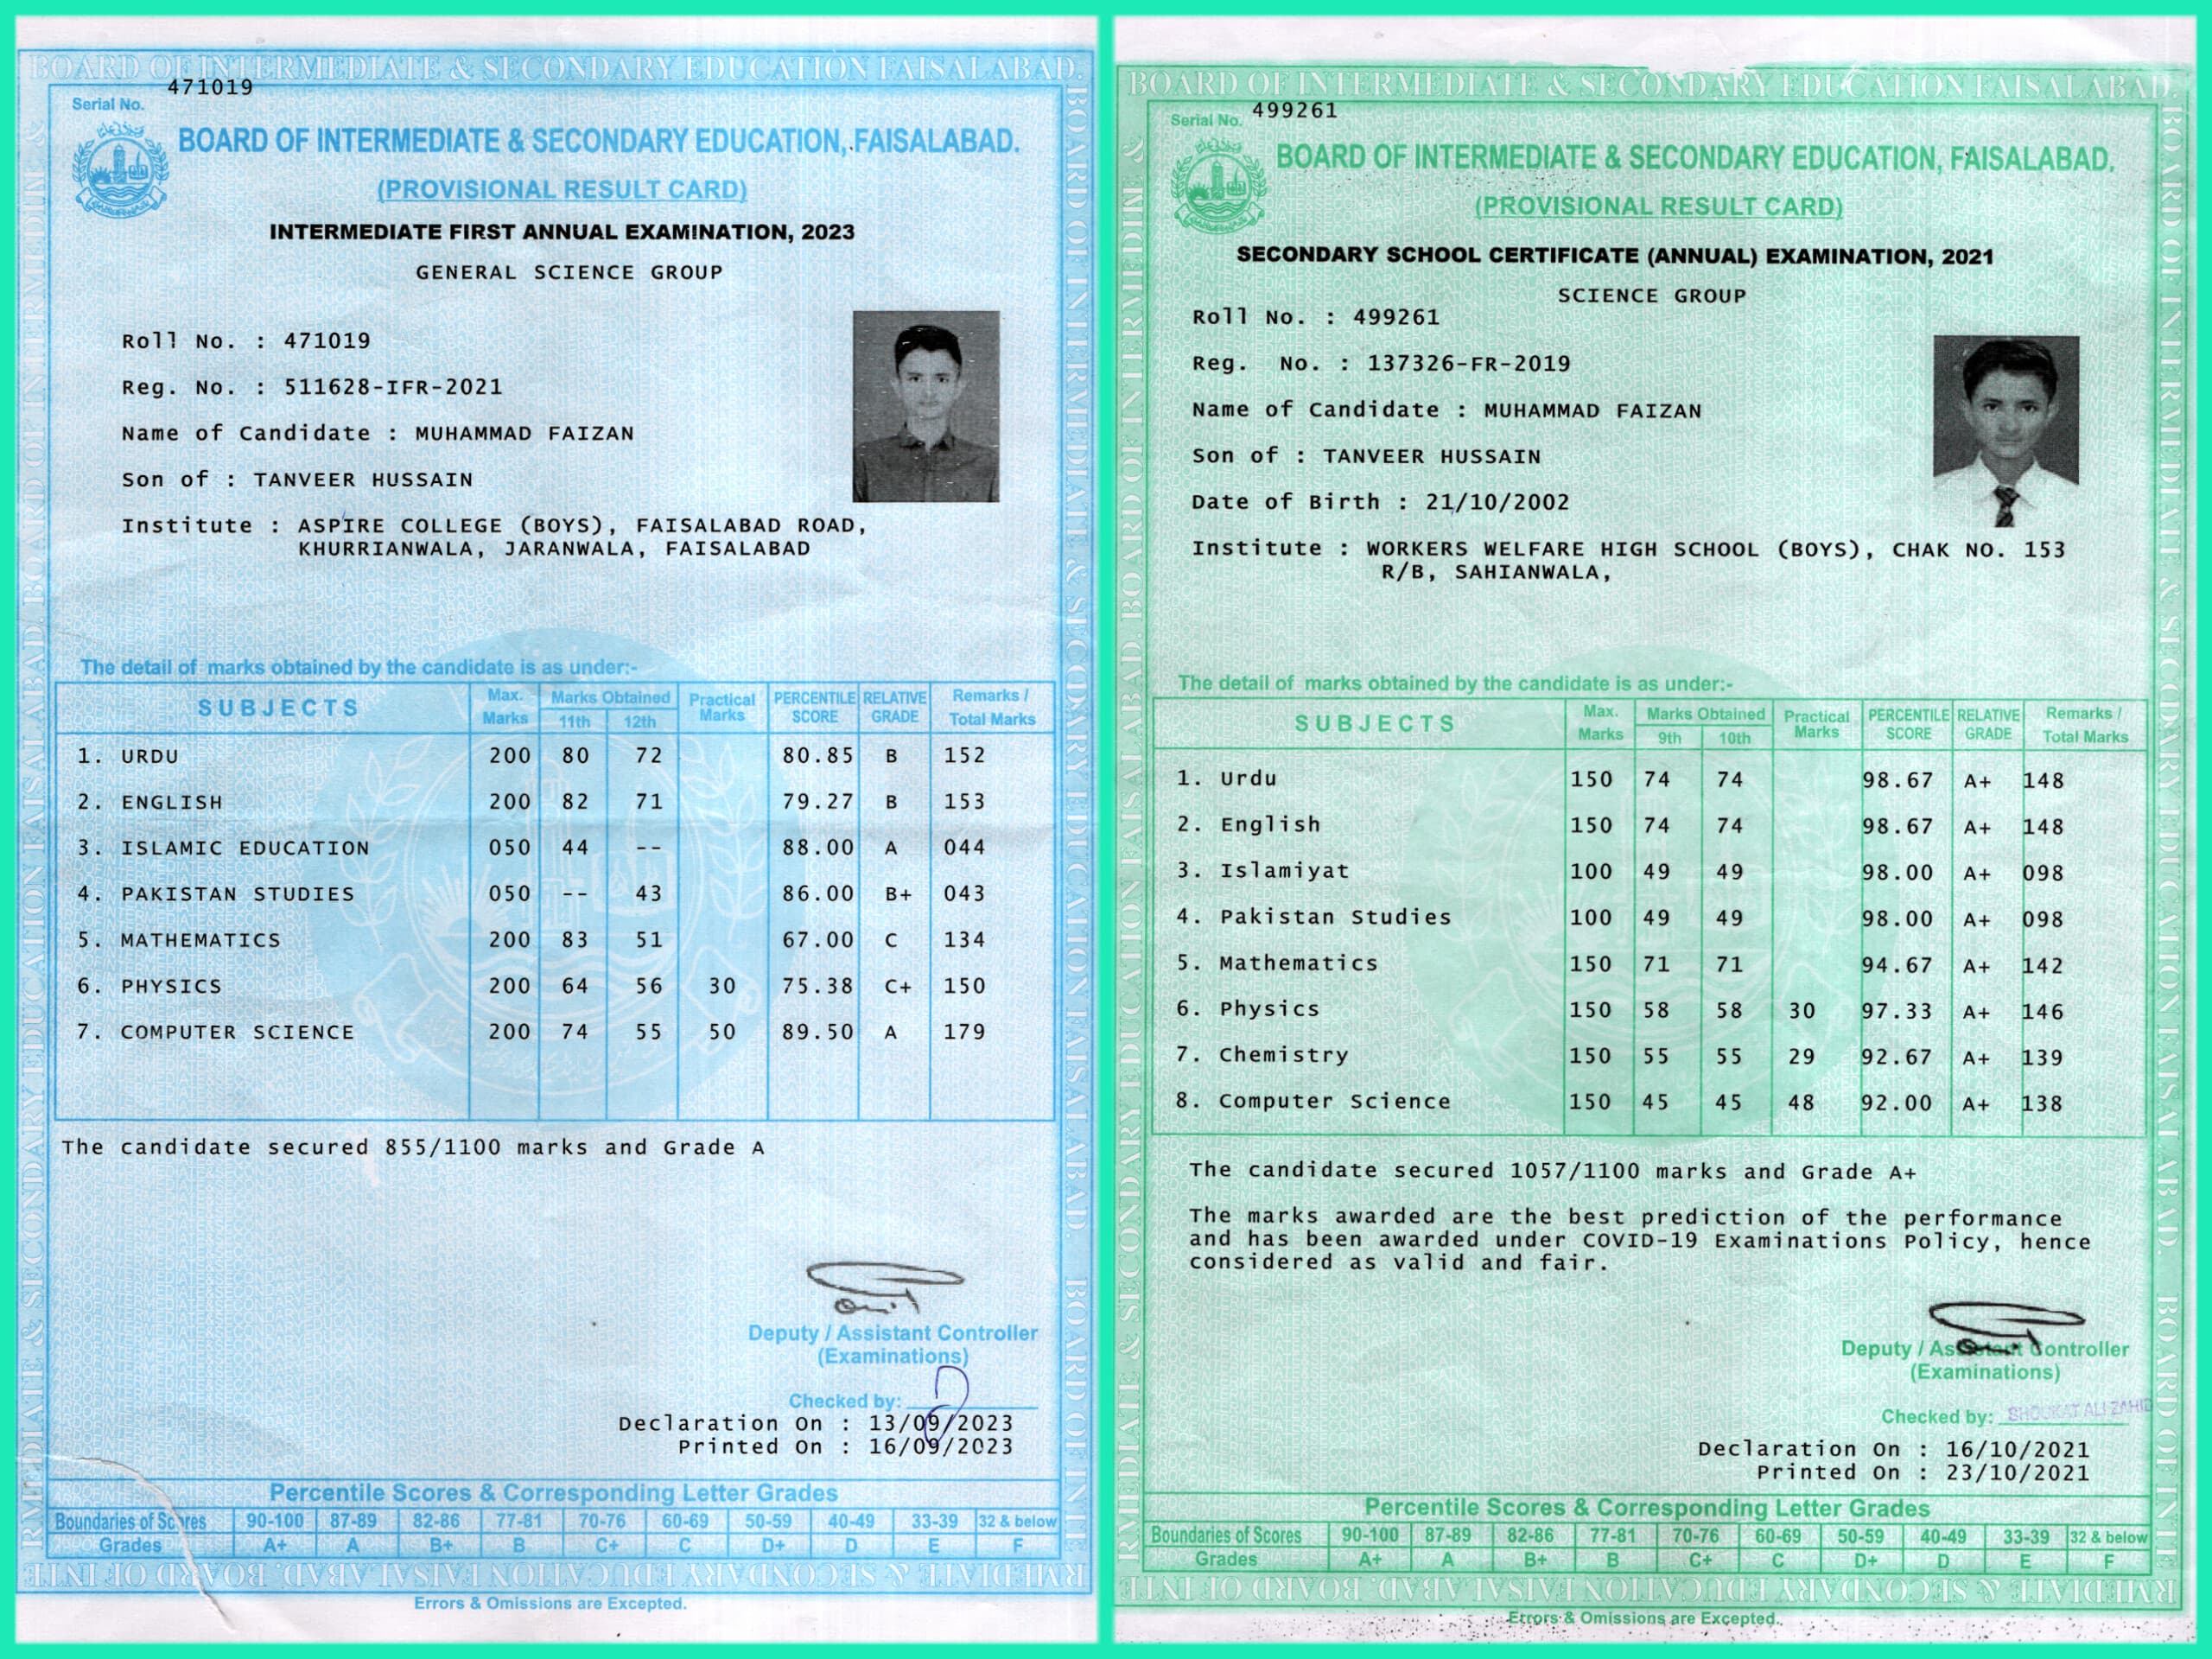 BOARD OF INTERMEDIATE & SECONDARY EDUCATION FAISALABAD.
471019
Serial No.
BOARD OF INTERMEDIATE & SECONDARY EDUCATION, FAISALABAD.
(PROVISIONAL RESULT CARD)
INTERMEDIATE FIRST ANNUAL EXAMINATION, 2023
GENERAL SCIENCE GROUP
Roll No. : 471019
Reg. No. : 511628-IFR-2021
Name of Candidate : MUHAMMAD FAIZAN
Son of : TANVEER HUSSAIN
Institute : ASPIRE COLLEGE (BOYS), FAISALABAD ROAD,
KHURRIANWALA, JARANWALA, FAISALABAD
The detail of marks obtained by the candidate is as under:-
SUBJECTS Max. Marks Marks Obtained 11th 12th Practical Marks PERCENTILE SCORE RELATIVE GRADE Remarks / Total Marks
1. URDU 200 80 72 80.85 B 152
2. ENGLISH 200 82 71 79.27 B 153
3. ISLAMIC EDUCATION 050 44 -- 88.00 A 044
4. PAKISTAN STUDIES 050 -- 43 86.00 B+ 043
5. MATHEMATICS 200 83 51 67.00 C 134
6. PHYSICS 200 64 56 30 75.38 C+ 150
7. COMPUTER SCIENCE 200 74 55 50 89.50 A 179
The candidate secured 855/1100 marks and Grade A
Deputy / Assistant Controller
(Examinations)
Checked by:
Declaration On : 13/09/2023
Printed On : 16/09/2023
Percentile Scores & Corresponding Letter Grades
Boundaries of Scores 90-100 87-89 82-86 77-81 70-76 60-69 50-59 40-49 33-39 32 & below
Grades A+ A B+ B C+ C D+ D E F
Errors & Omissions are Excepted.
BOARD OF INTERMEDIATE & SECONDARY EDUCATION FAISALABAD.
499261
Serial No.
BOARD OF INTERMEDIATE & SECONDARY EDUCATION, FAISALABAD.
(PROVISIONAL RESULT CARD)
SECONDARY SCHOOL CERTIFICATE (ANNUAL) EXAMINATION, 2021
SCIENCE GROUP
Roll No. : 499261
Reg. No. : 137326-FR-2019
Name of Candidate : MUHAMMAD FAIZAN
Son of : TANVEER HUSSAIN
Date of Birth : 21/10/2002
Institute : WORKERS WELFARE HIGH SCHOOL (BOYS), CHAK NO. 153
R/B, SAHIANWALA,
The detail of marks obtained by the candidate is as under:-
SUBJECTS Max. Marks Marks Obtained 9th 10th Practical Marks PERCENTILE SCORE RELATIVE GRADE Remarks / Total Marks
1. Urdu 150 74 74 98.67 A+ 148
2. English 150 74 74 98.67 A+ 148
3. Islamiyat 100 49 49 98.00 A+ 098
4. Pakistan Studies 100 49 49 98.00 A+ 098
5. Mathematics 150 71 71 94.67 A+ 142
6. Physics 150 58 58 30 97.33 A+ 146
7. Chemistry 150 55 55 29 92.67 A+ 139
8. Computer Science 150 45 45 48 92.00 A+ 138
The candidate secured 1057/1100 marks and Grade A+
The marks awarded are the best prediction of the performance
and has been awarded under COVID-19 Examinations Policy, hence
considered as valid and fair.
Deputy / Assistant Controller
(Examinations)
Checked by: SHOUKAT ALI ZAHID
Declaration On : 16/10/2021
Printed On : 23/10/2021
Percentile Scores & Corresponding Letter Grades
Boundaries of Scores 90-100 87-89 82-86 77-81 70-76 60-69 50-59 40-49 33-39 32 & below
Grades A+ A B+ B C+ C D+ D E F
Errors & Omissions are Excepted.